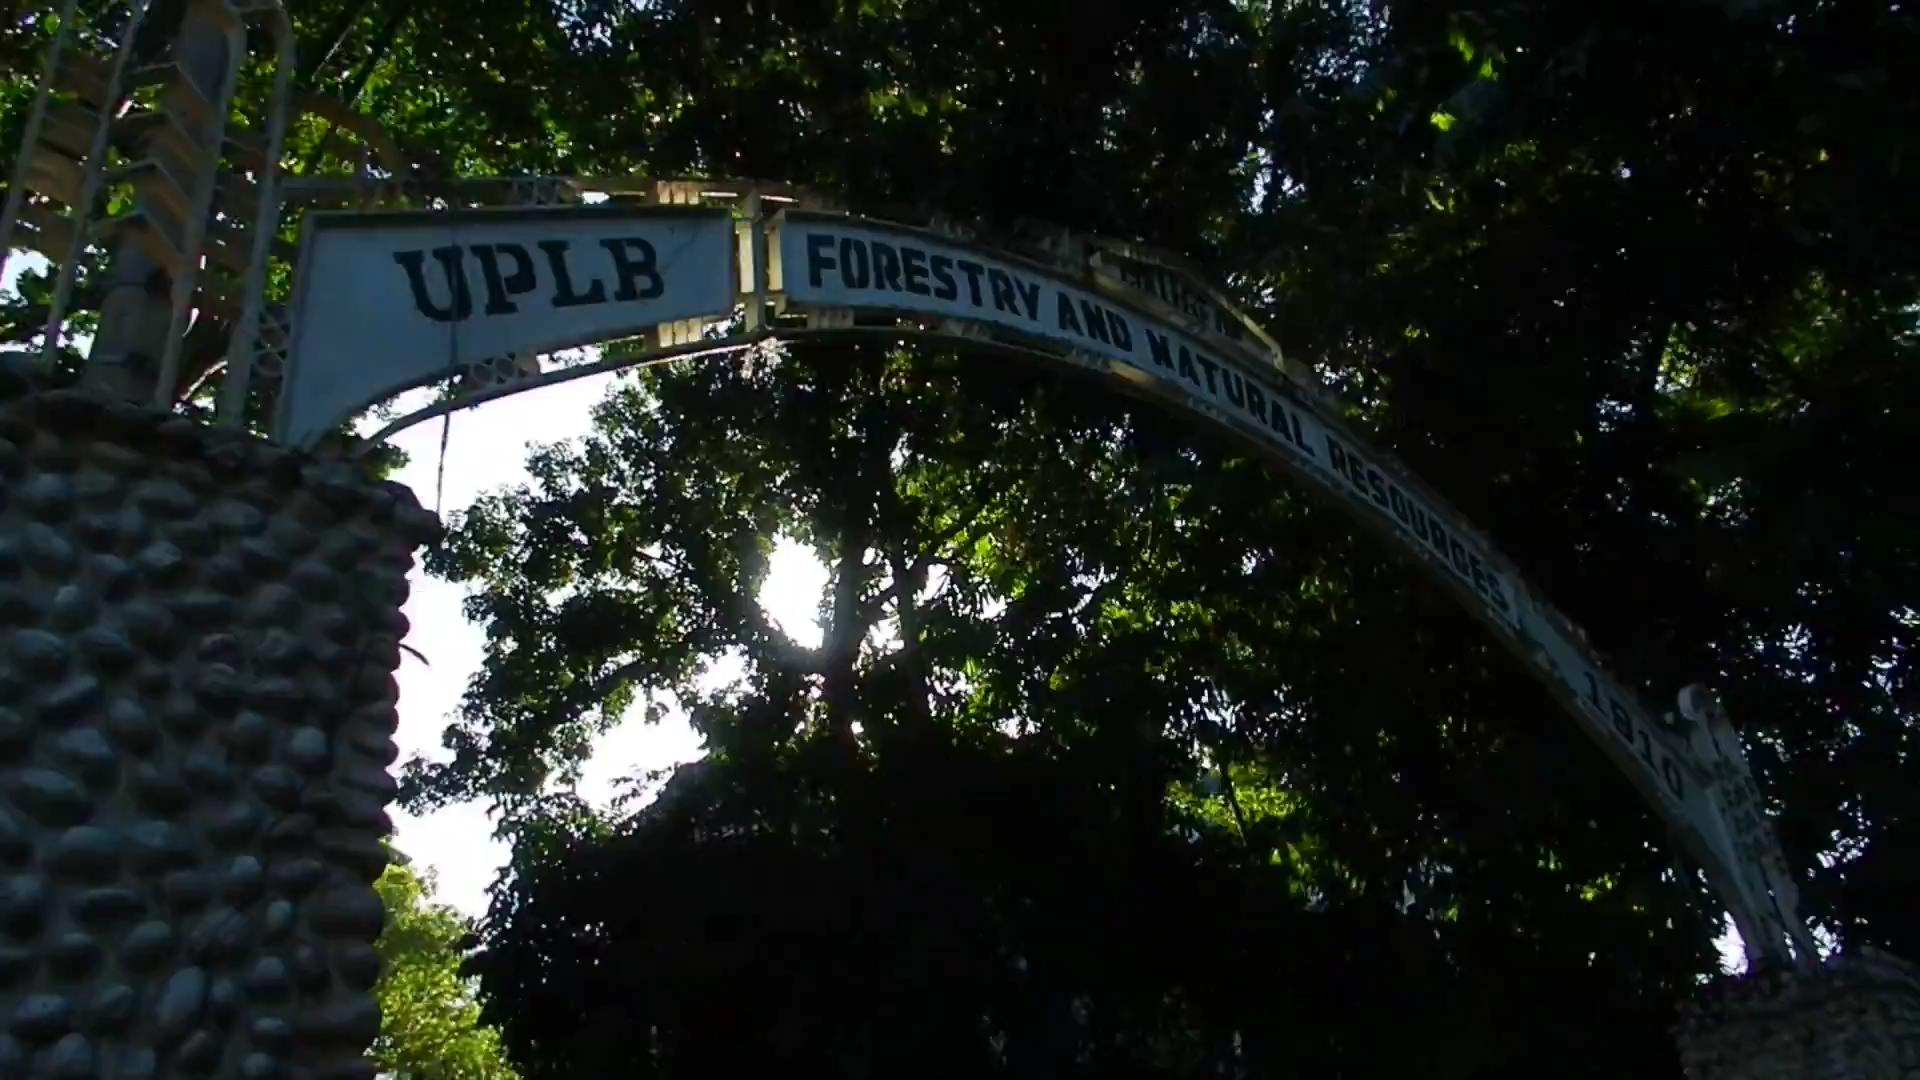 UPLB
FORESTRY AND NATURAL RESOURCES
1910